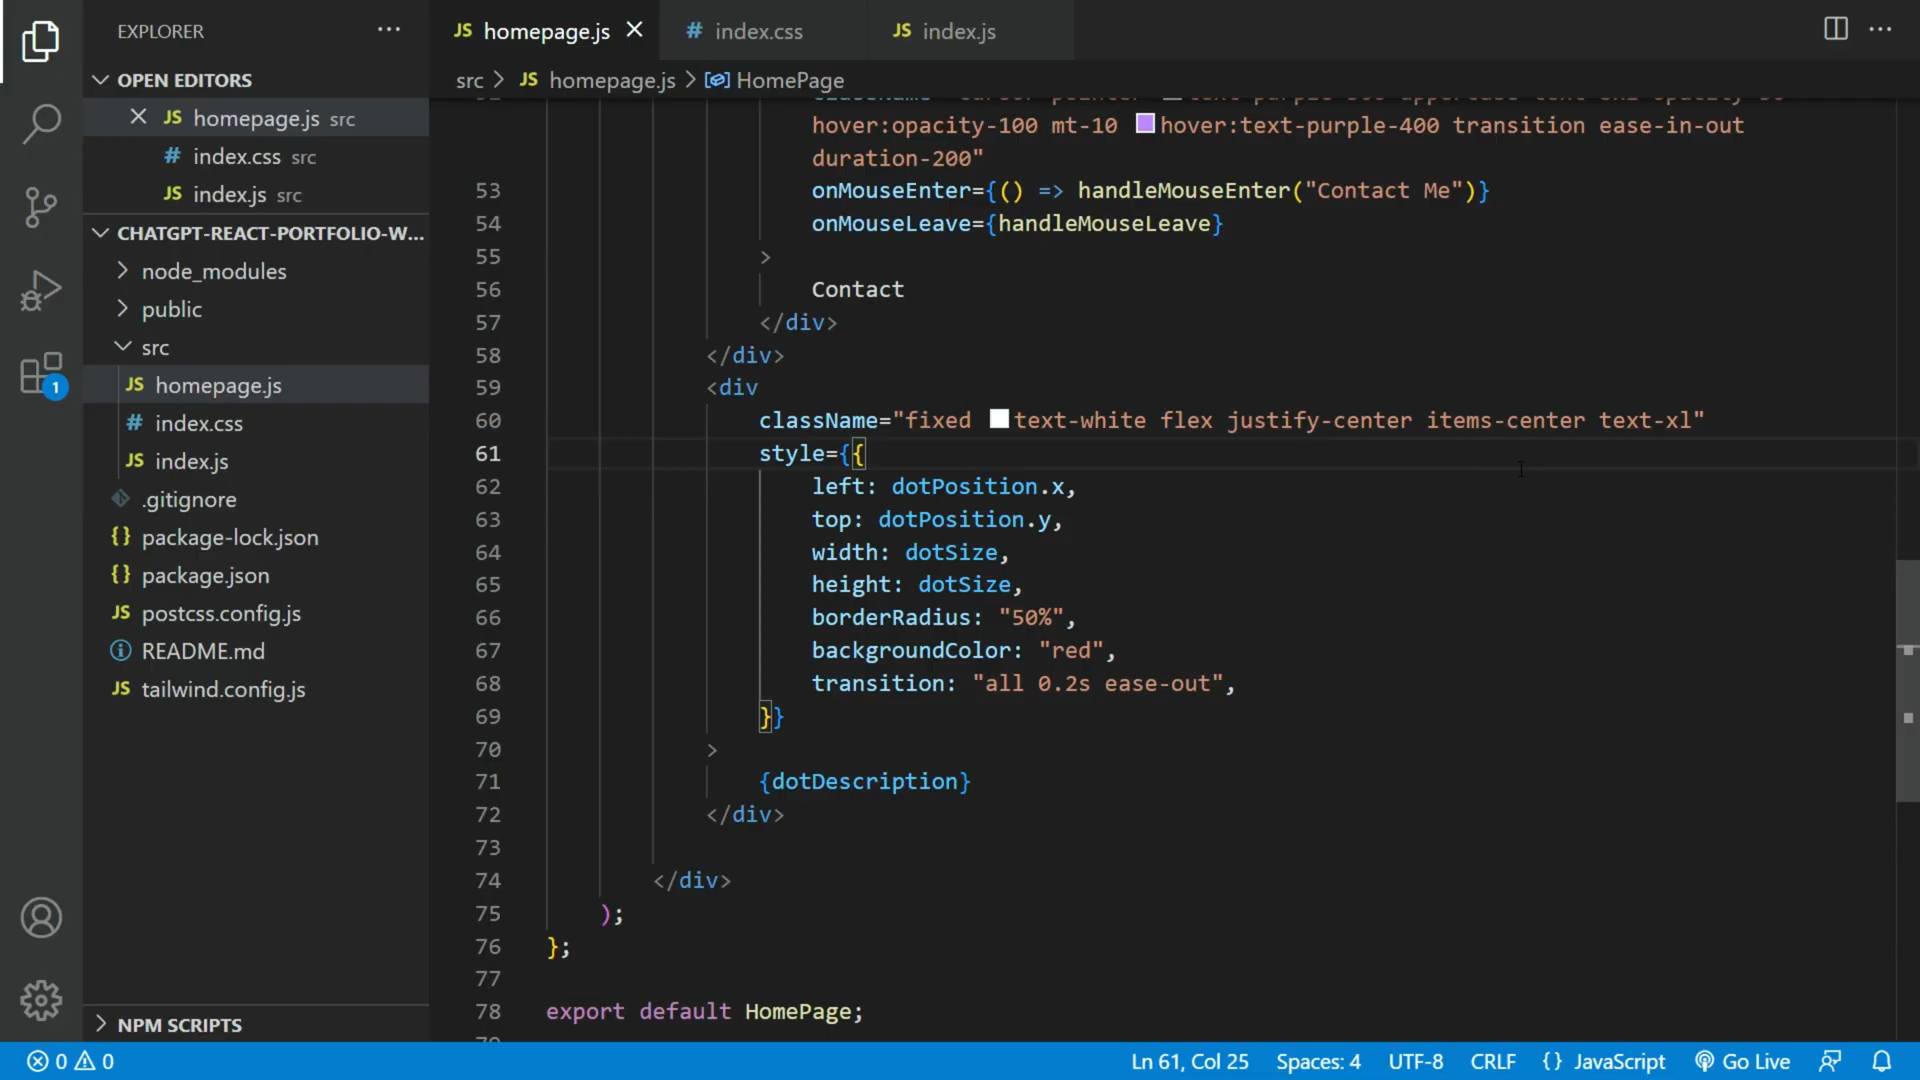 EXPLORER
OPEN EDITORS
JS homepage.js src
# index.css src
JS index.js src
CHATGPT-REACT-PORTFOLIO-W...
node_modules
public
src
JS homepage.js
# index.css
JS index.js
.gitignore
{} package-lock.json
{} package.json
JS postcss.config.js
README.md
JS tailwind.config.js
NPM SCRIPTS
1
JS homepage.js
# index.css
JS index.js
src > JS homepage.js > HomePage
hover:opacity-100 mt-10 hover:text-purple-400 transition ease-in-out
duration-200"
53 onMouseEnter={() => handleMouseEnter("Contact Me")}
54 onMouseLeave={handleMouseLeave}
55 >
56 Contact
57 </div>
58 </div>
59 <div
60 className="fixed text-white flex justify-center items-center text-xl"
61 style={{
62 left: dotPosition.x,
63 top: dotPosition.y,
64 width: dotSize,
65 height: dotSize,
66 borderRadius: "50%",
67 backgroundColor: "red",
68 transition: "all 0.2s ease-out",
69 }}
70 >
71 {dotDescription}
72 </div>
73
74 </div>
75 );
76 };
77
78 export default HomePage;
0 0
Ln 61, Col 25 Spaces: 4 UTF-8 CRLF {} JavaScript Go Live